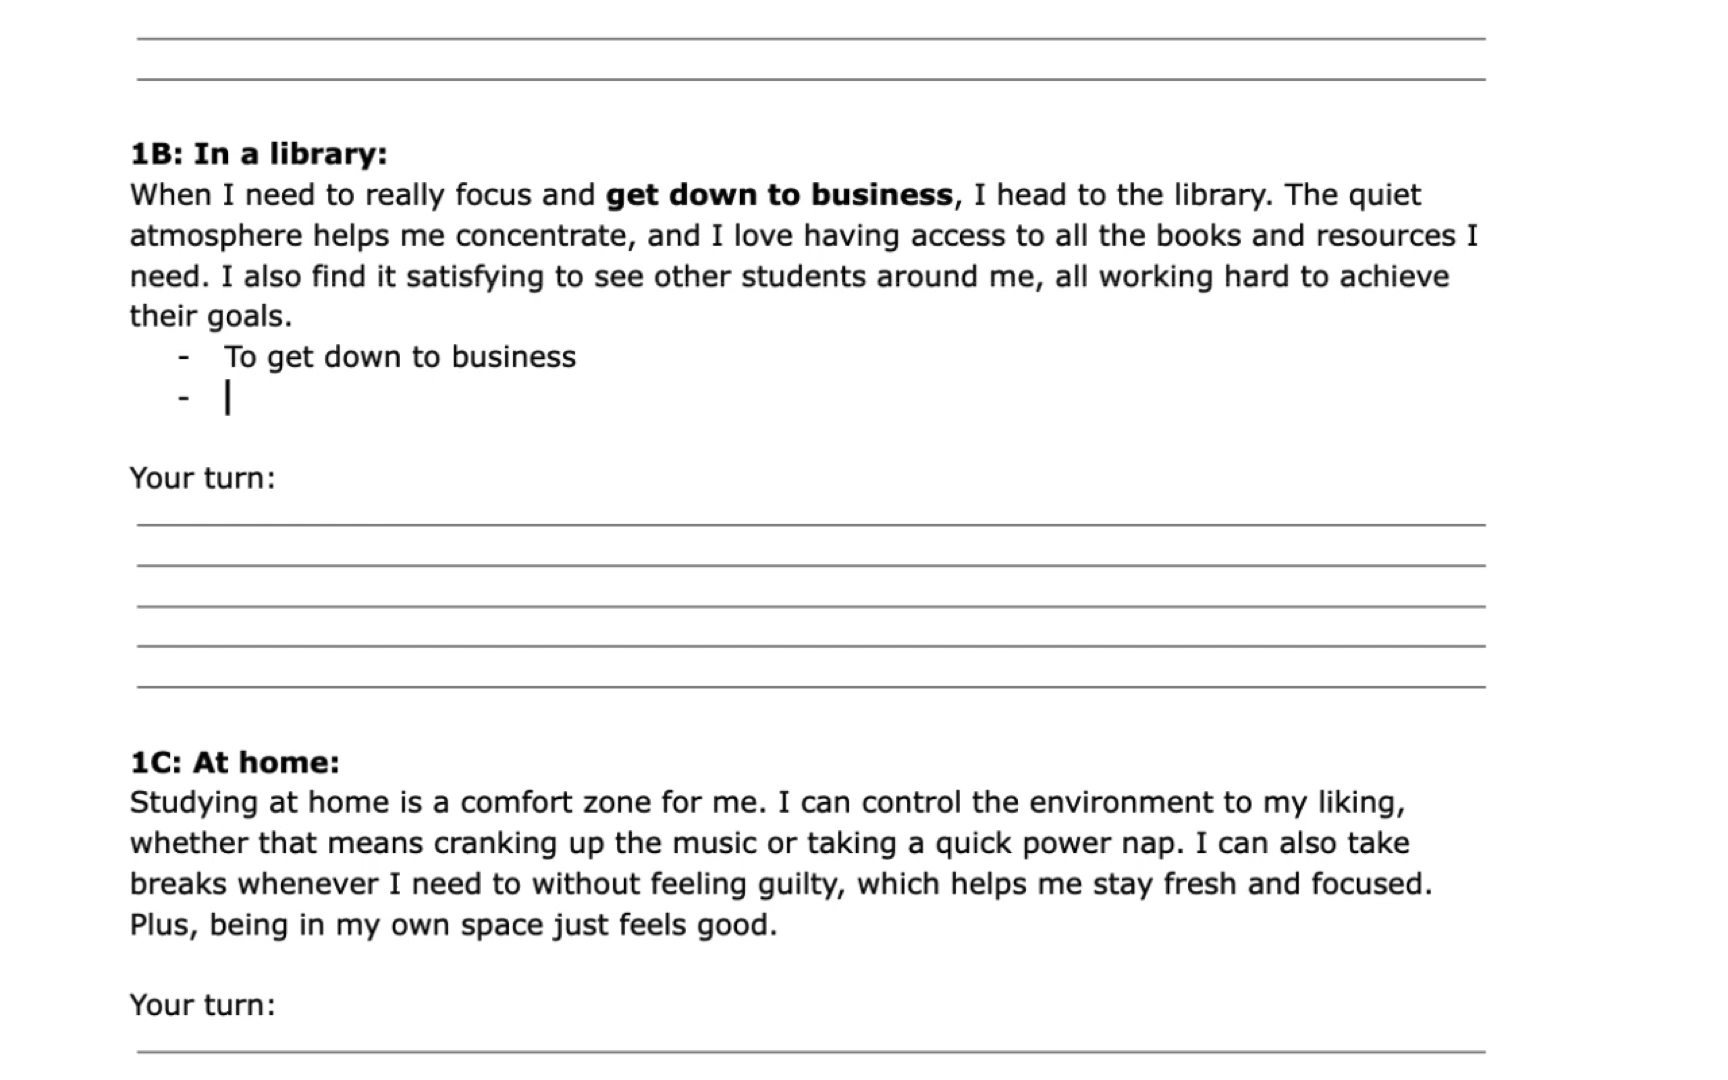 1B: In a library:
When I need to really focus and get down to business, I head to the library. The quiet
atmosphere helps me concentrate, and I love having access to all the books and resources I
need. I also find it satisfying to see other students around me, all working hard to achieve
their goals.
- To get down to business
-
Your turn:
1C: At home:
Studying at home is a comfort zone for me. I can control the environment to my liking,
whether that means cranking up the music or taking a quick power nap. I can also take
breaks whenever I need to without feeling guilty, which helps me stay fresh and focused.
Plus, being in my own space just feels good.
Your turn: